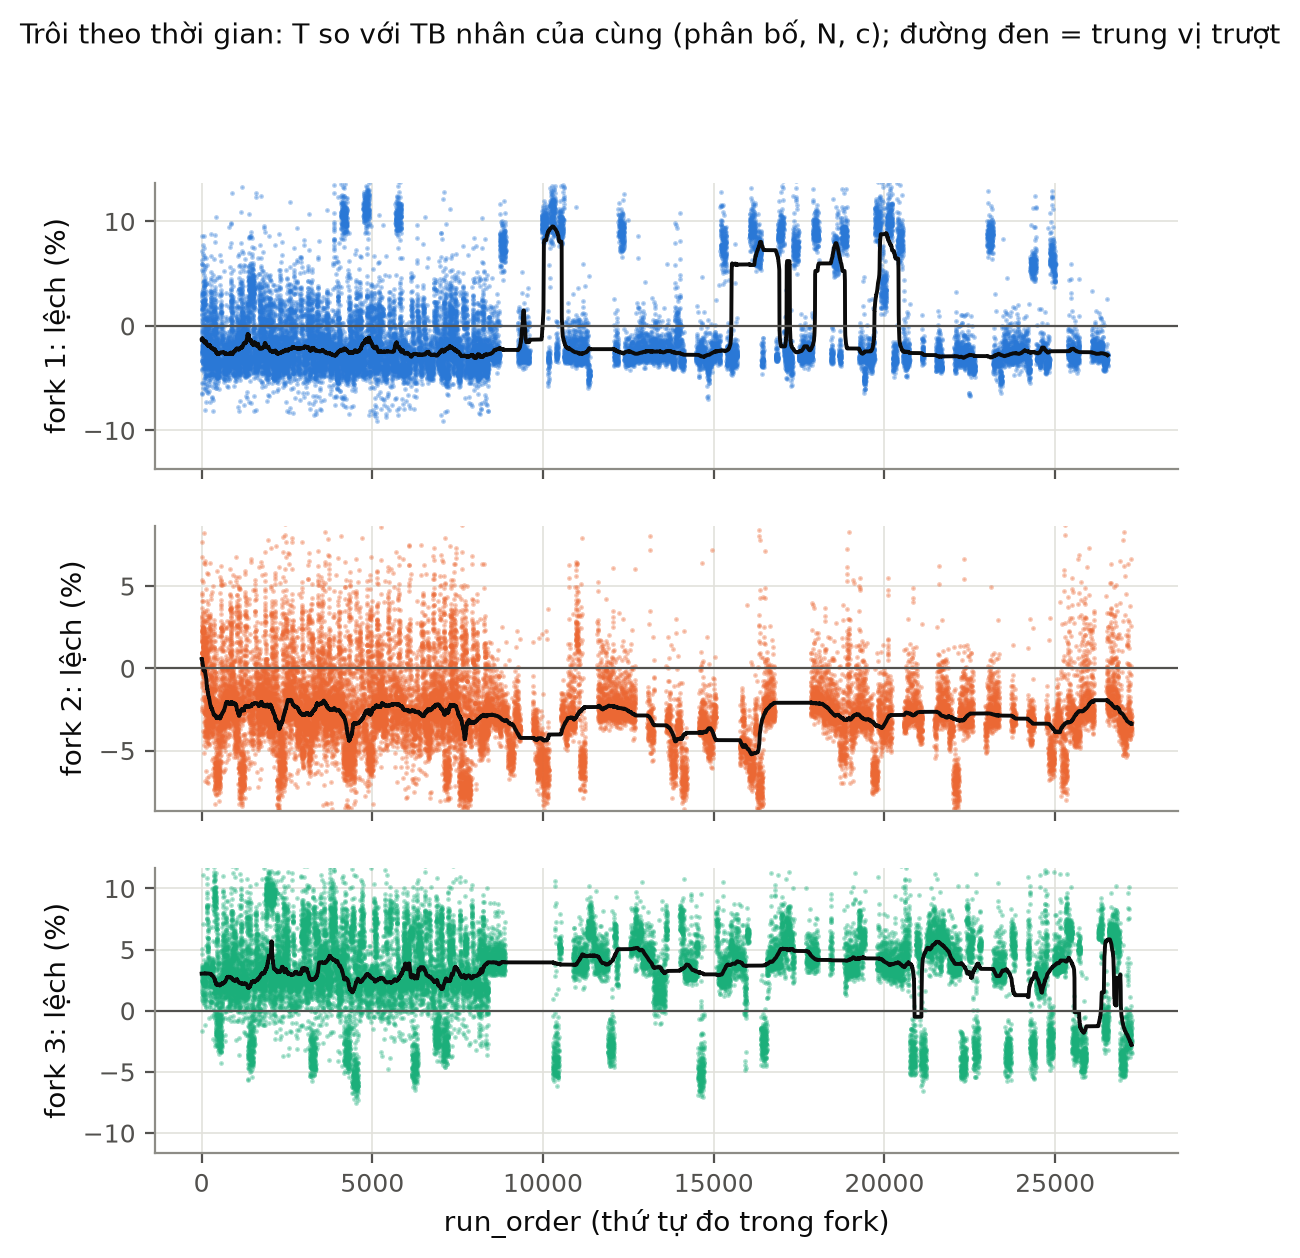 Trôi theo thời gian: T so với TB nhân của cùng (phân bố, N, c); đường đen = trung vị trượt
fork 1: lệch (%)
10
0
−10
fork 2: lệch (%)
5
0
−5
fork 3: lệch (%)
10
5
0
−5
−10
0 5000 10000 15000 20000 25000
run_order (thứ tự đo trong fork)